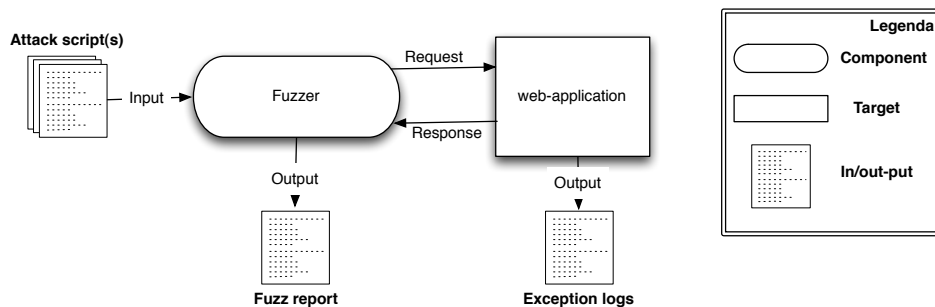 Attack script(s)
Input
Fuzzer
Request
Response
web-application
Output
Fuzz report
Output
Exception logs
Legenda
Component
Target
In/out-put